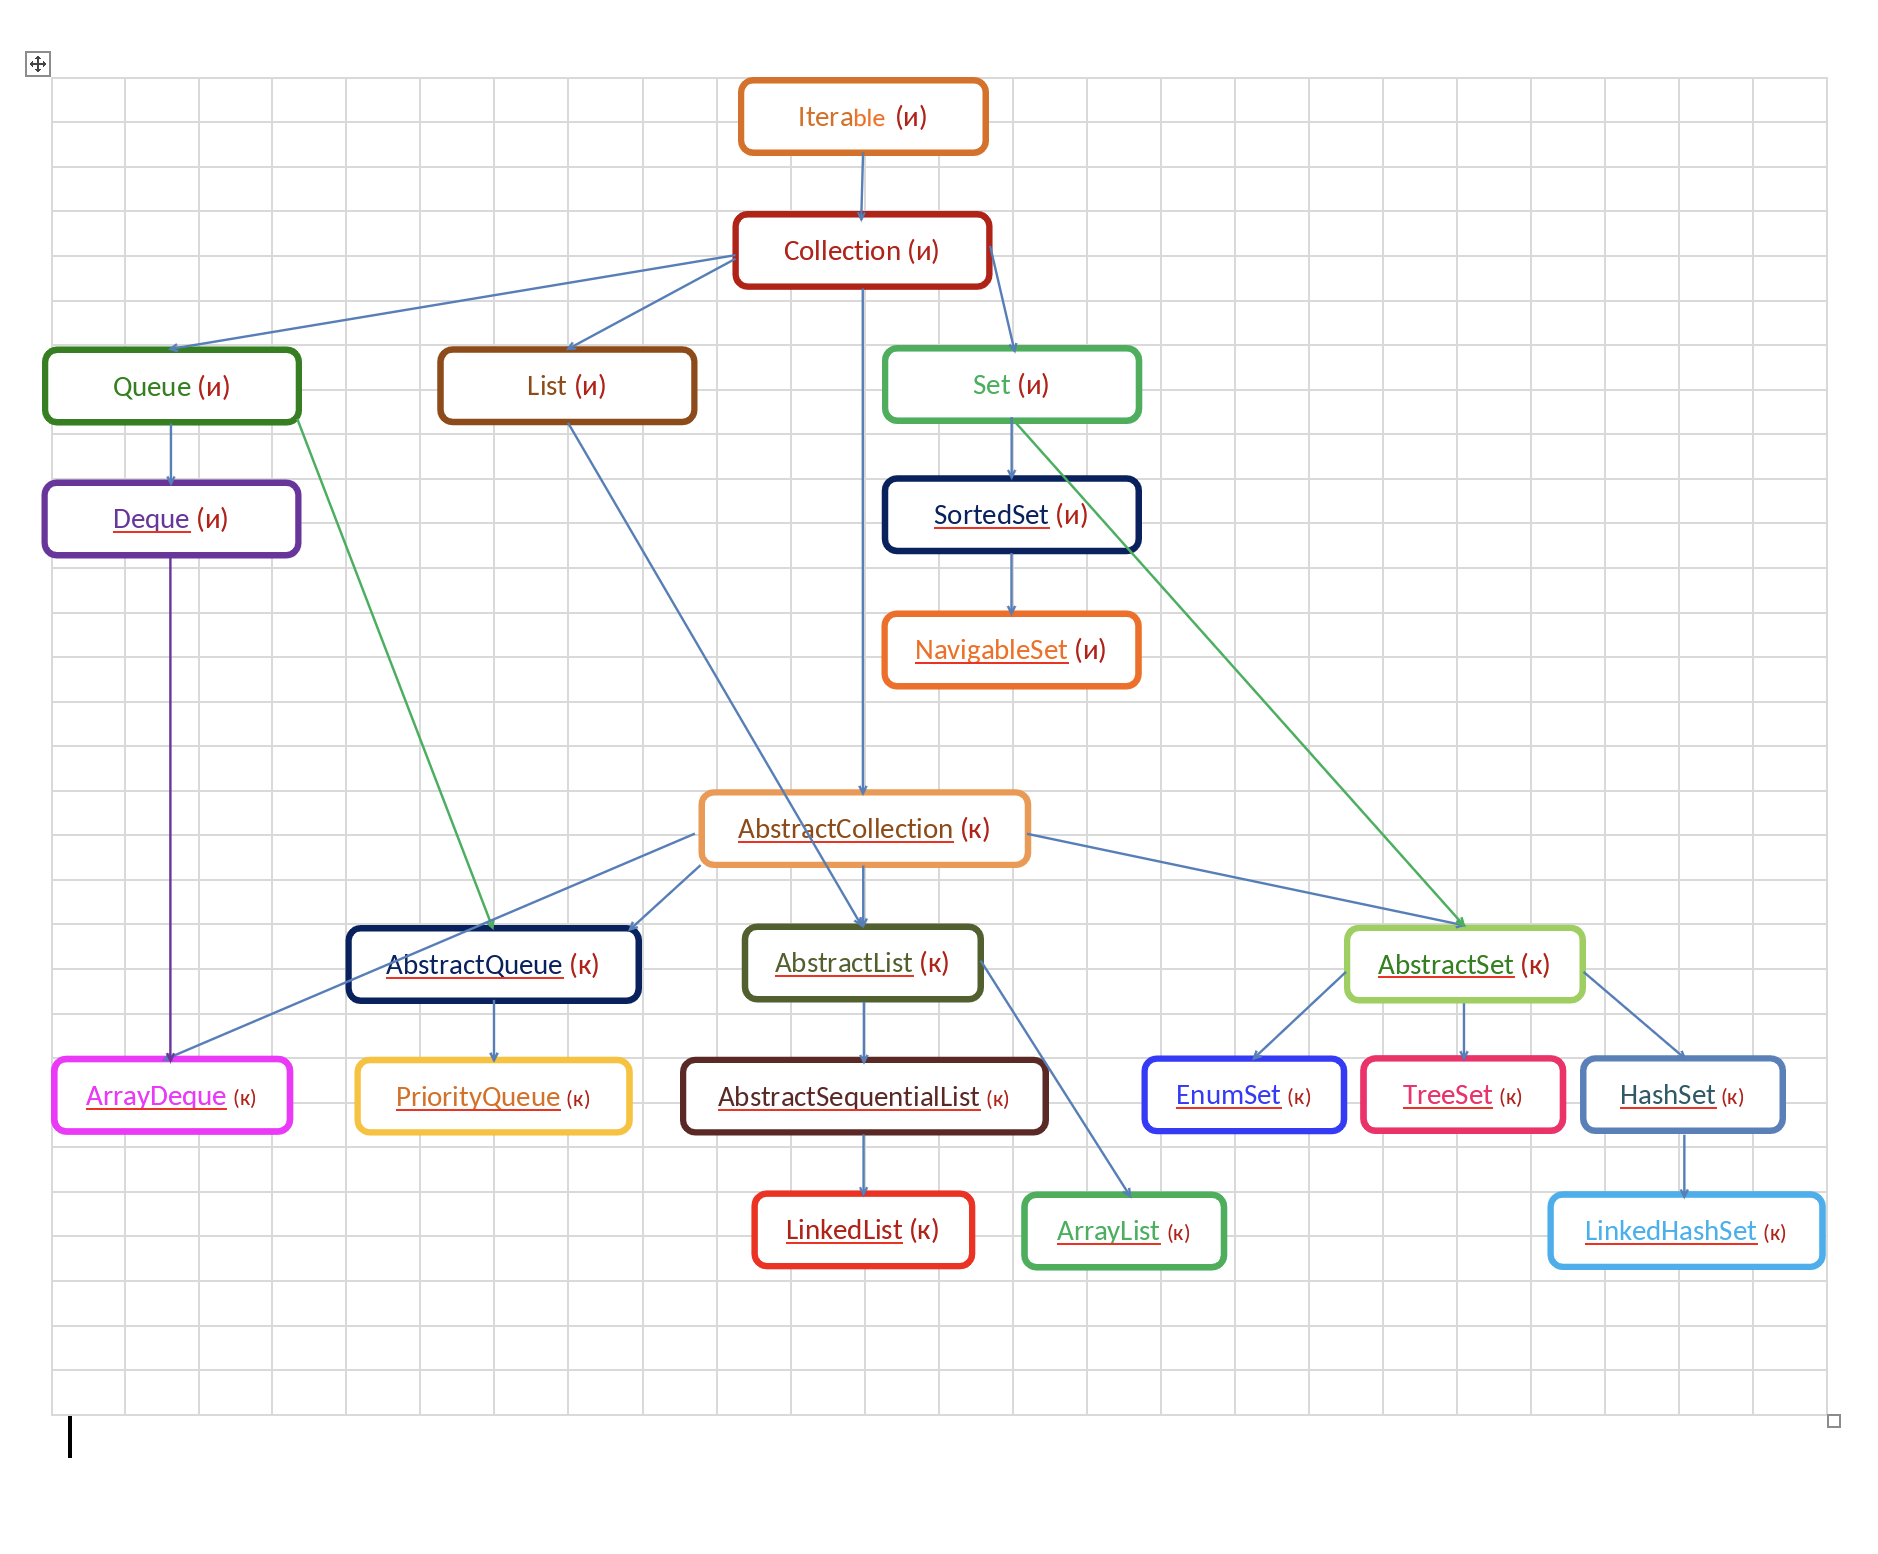 Iterable (и)
Collection (и)
Queue (и)
List (и)
Set (и)
Deque (и)
SortedSet (и)
NavigableSet (и)
AbstractCollection (к)
AbstractQueue (к)
AbstractList (к)
AbstractSet (к)
ArrayDeque (к)
PriorityQueue (к)
AbstractSequentialList (к)
EnumSet (к)
TreeSet (к)
HashSet (к)
LinkedList (к)
ArrayList (к)
LinkedHashSet (к)